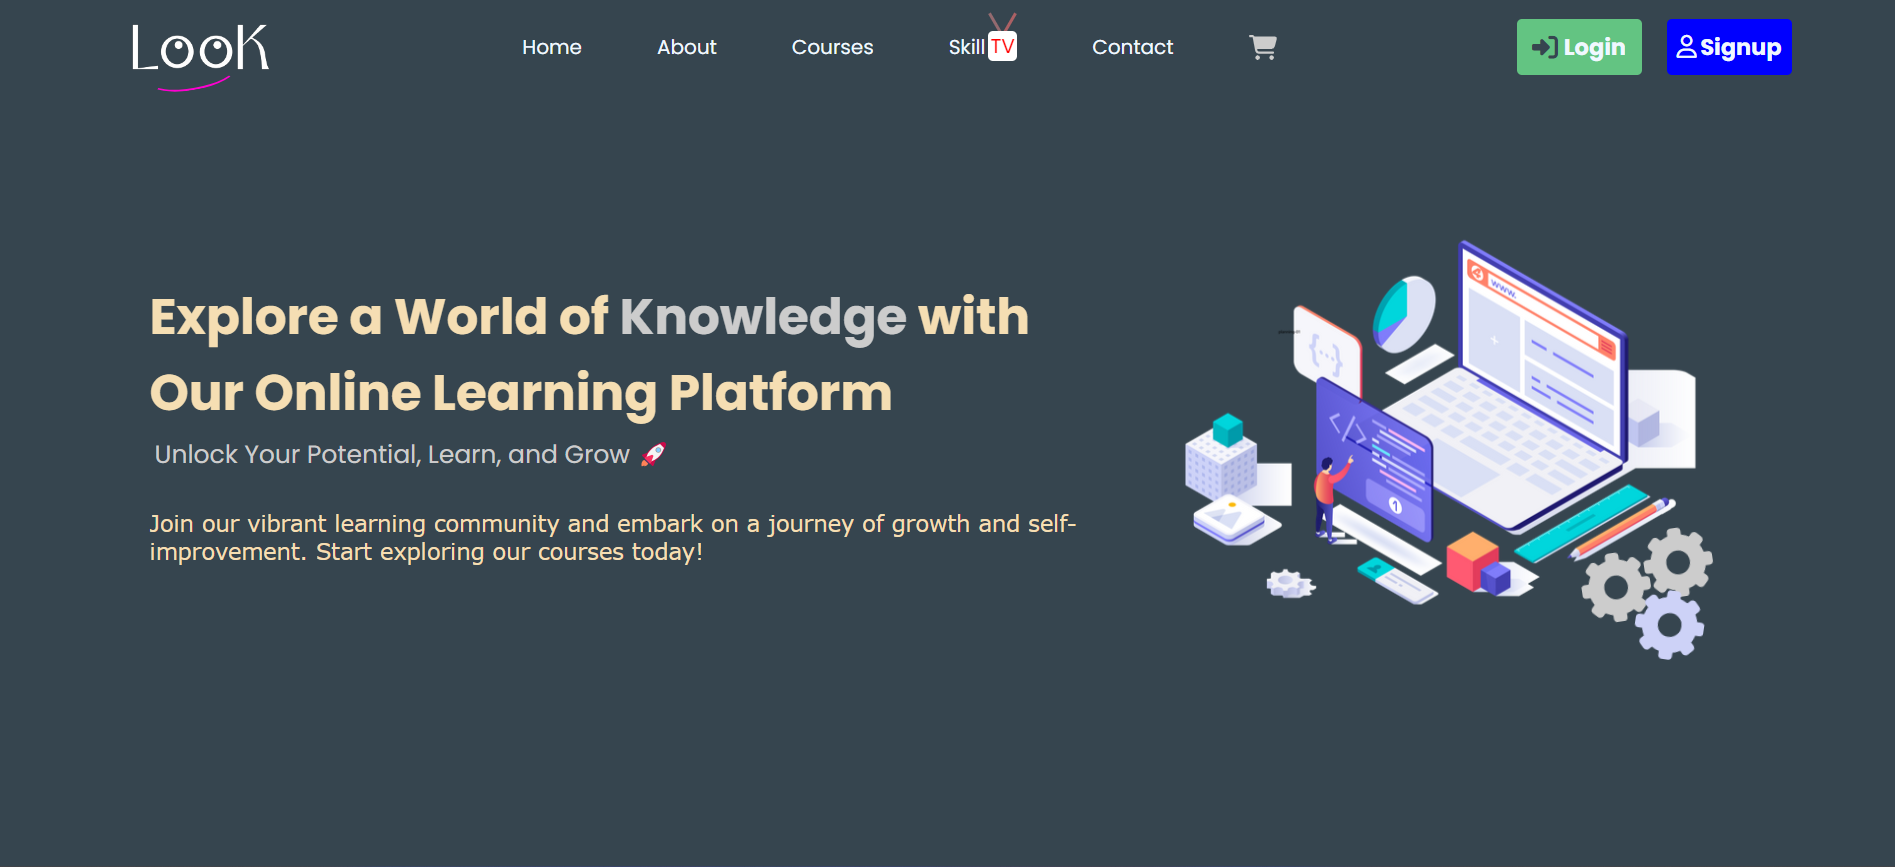 LooK
Home
About
Courses
Skill TV
Contact
Login
Signup
Explore a World of Knowledge with
Our Online Learning Platform
Unlock Your Potential, Learn, and Grow 🚀
Join our vibrant learning community and embark on a journey of growth and self-
improvement. Start exploring our courses today!
www.
{...}
</>
1